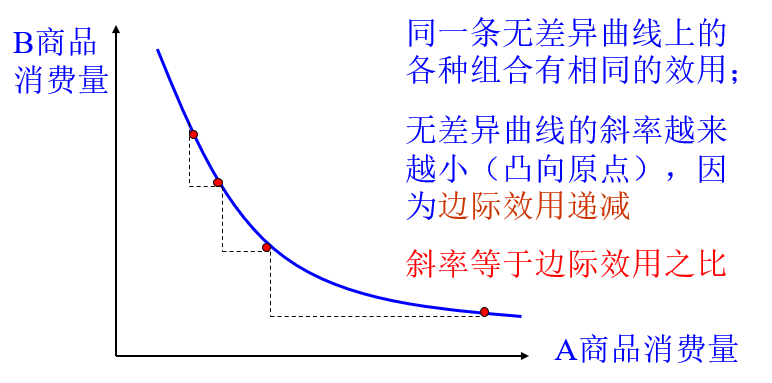 B商品
消费量
同一条无差异曲线上的
各种组合有相同的效用；
无差异曲线的斜率越来
越小（凸向原点），因
为边际效用递减
斜率等于边际效用之比
A商品消费量